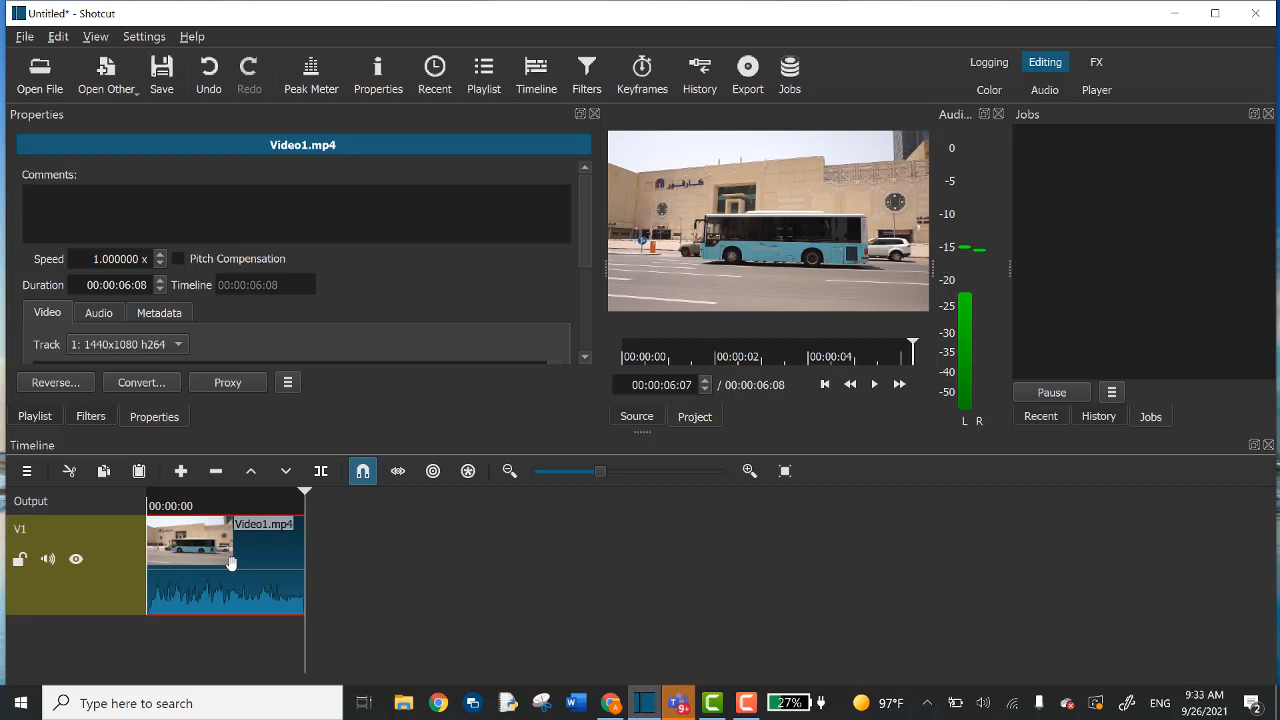 Untitled* - Shotcut
File Edit View Settings Help
Open File Open Other Save Undo Redo Peak Meter Properties Recent Playlist Timeline Filters Keyframes History Export Jobs
Logging Editing FX
Color Audio Player
Properties
Audi...
Jobs
Video1.mp4
Comments:
Speed 1.000000 x Pitch Compensation
Duration 00:00:06:08 Timeline 00:00:06:08
Video Audio Metadata
Track 1: 1440x1080 h264
Reverse... Convert... Proxy
Playlist Filters Properties
كارفور
00:00:00 00:00:02 00:00:04
00:00:06:07 / 00:00:06:08
Source Project
0
-5
-10
-15
-20
-25
-30
-35
-40
-50
L R
Pause
Recent History Jobs
Timeline
Output
00:00:00
V1
Video1.mp4
Type here to search
27%
9+
97°F
ENG
9:33 AM
9/26/2021
2